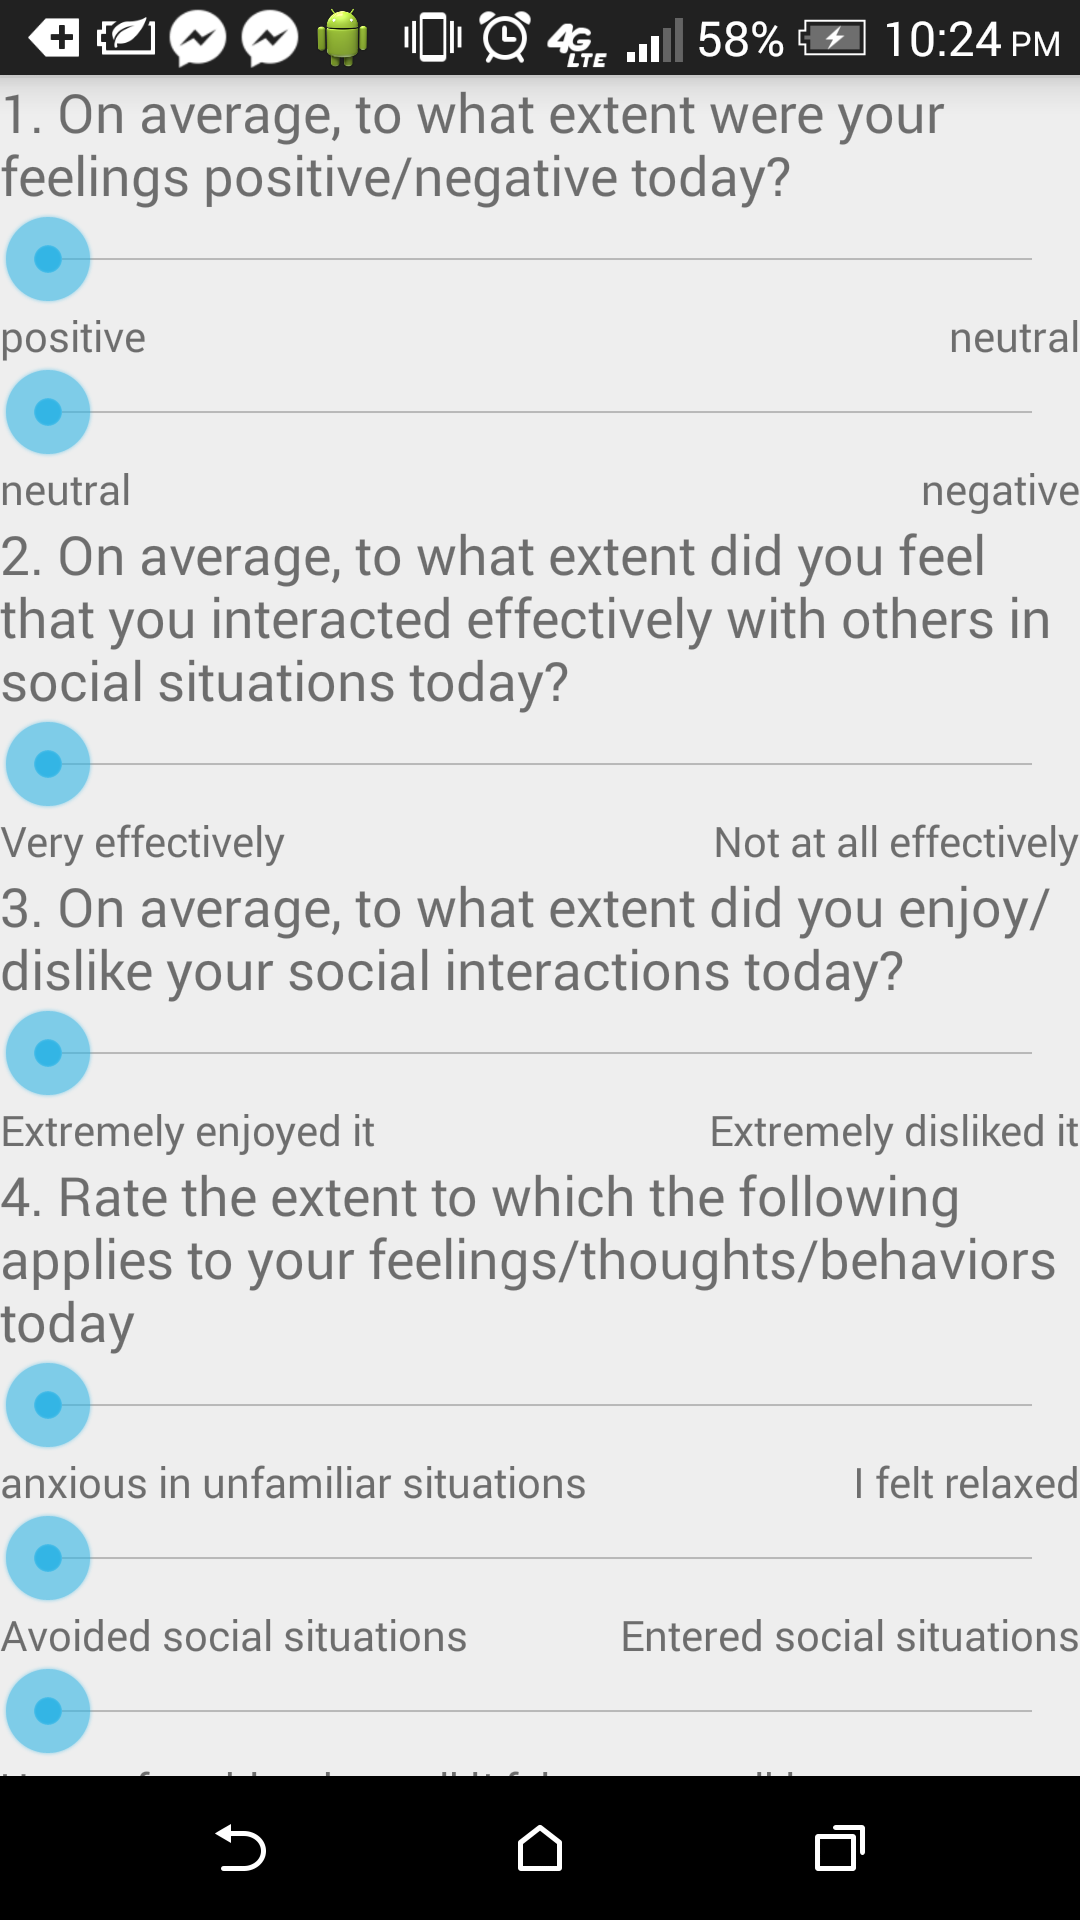 4G LTE 58% 10:24 PM
1. On average, to what extent were your
feelings positive/negative today?
positive neutral
neutral negative
2. On average, to what extent did you feel
that you interacted effectively with others in
social situations today?
Very effectively Not at all effectively
3. On average, to what extent did you enjoy/
dislike your social interactions today?
Extremely enjoyed it Extremely disliked it
4. Rate the extent to which the following
applies to your feelings/thoughts/behaviors
today
anxious in unfamiliar situations I felt relaxed
Avoided social situations Entered social situations